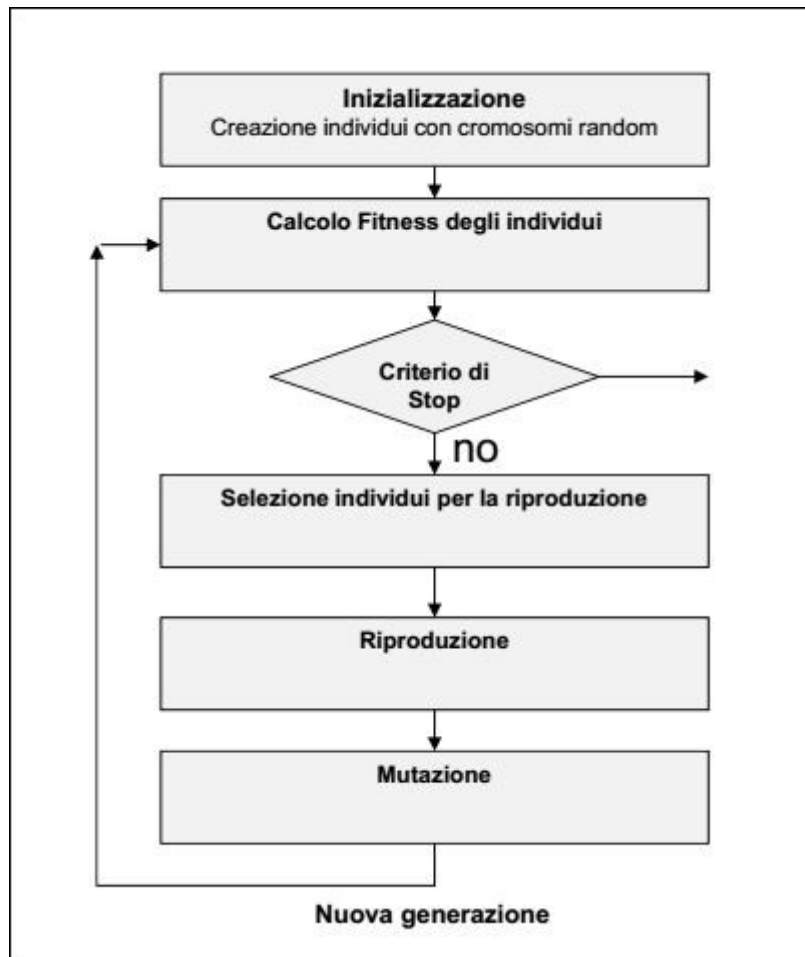 Inizializzazione
Creazione individui con cromosomi random
Calcolo Fitness degli individui
Criterio di
Stop
no
Selezione individui per la riproduzione
Riproduzione
Mutazione
Nuova generazione